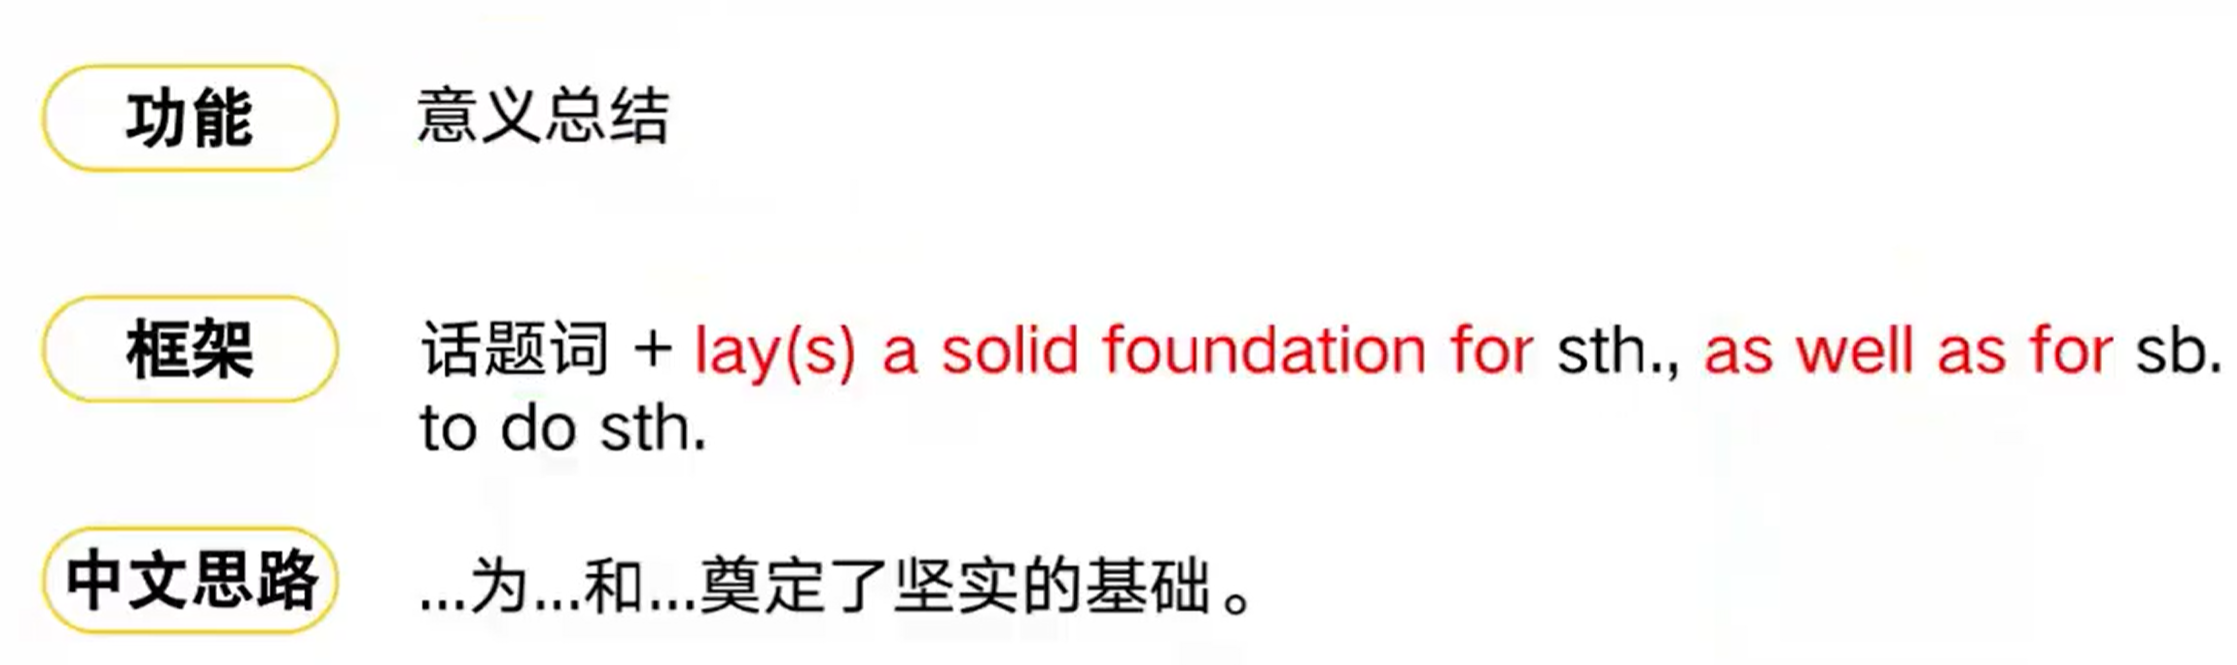 功能 意义总结
框架 话题词 + lay(s) a solid foundation for sth., as well as for sb.
to do sth.
中文思路 ...为...和...奠定了坚实的基础。